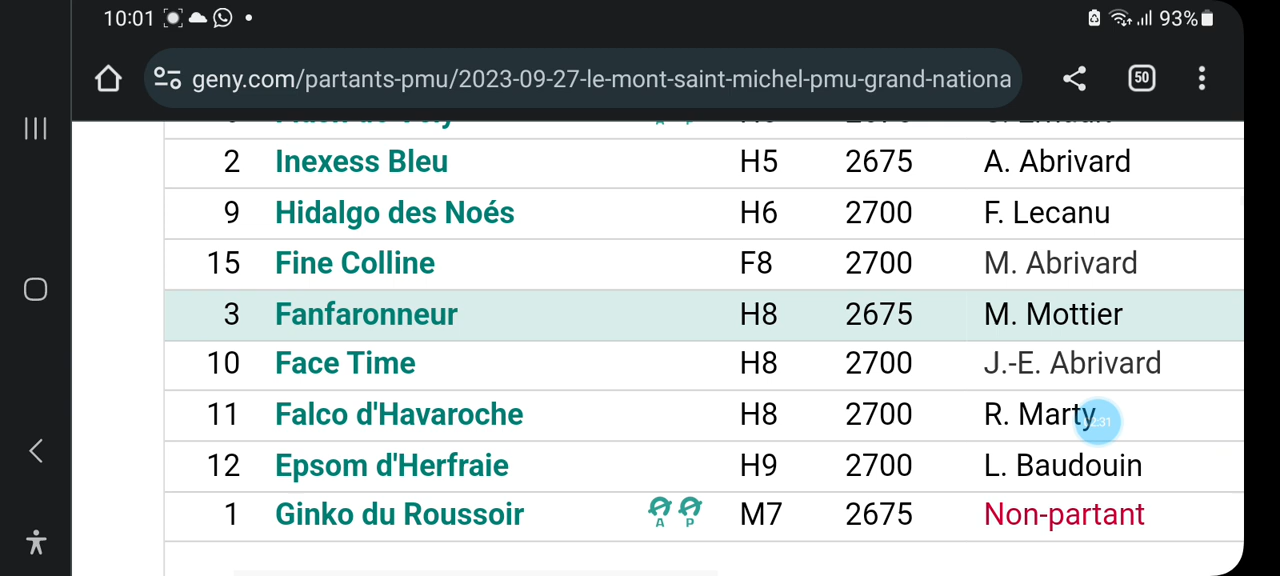 10:01 93%
geny.com/partants-pmu/2023-09-27-le-mont-saint-michel-pmu-grand-nationa 50
2 Inexess Bleu H5 2675 A. Abrivard
9 Hidalgo des Noés H6 2700 F. Lecanu
15 Fine Colline F8 2700 M. Abrivard
3 Fanfaronneur H8 2675 M. Mottier
10 Face Time H8 2700 J.-E. Abrivard
11 Falco d'Havaroche H8 2700 R. Marty
12 Epsom d'Herfraie H9 2700 L. Baudouin
1 Ginko du Roussoir A P M7 2675 Non-partant